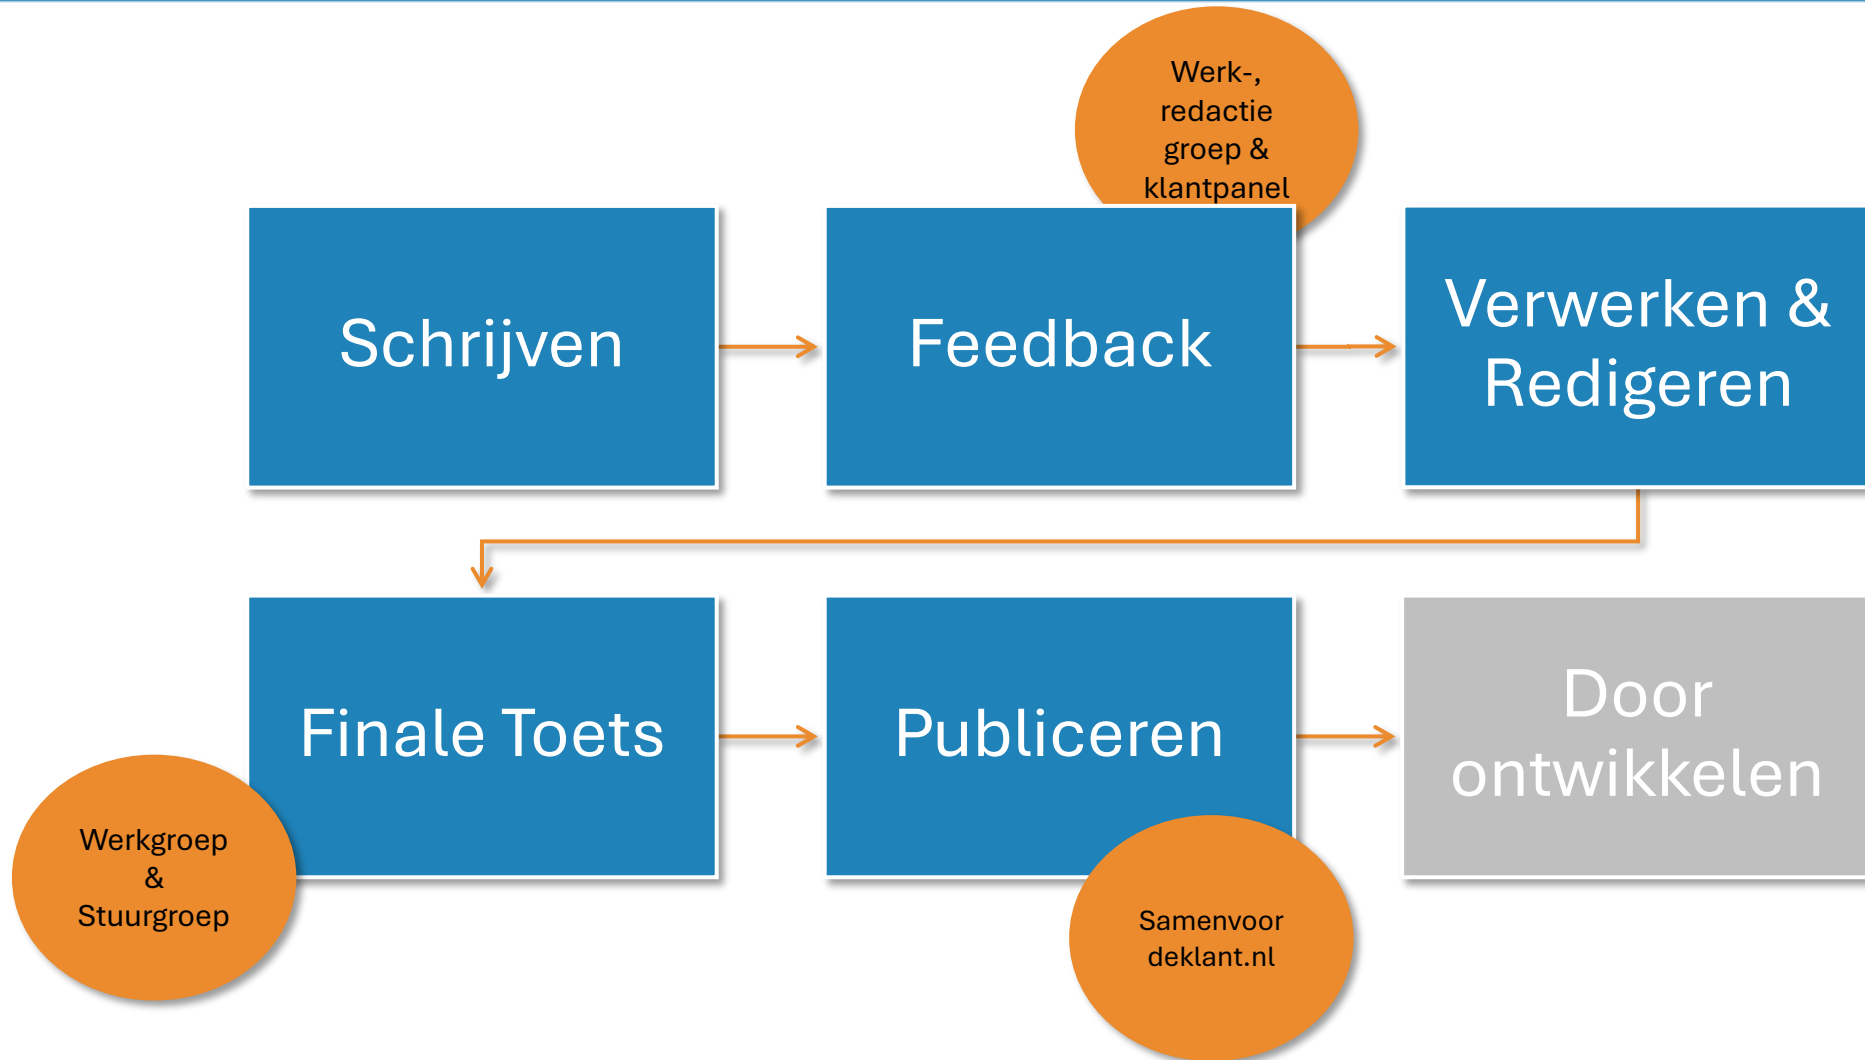 Werk-,
redactie
groep &
klantpanel
Schrijven
Feedback
Verwerken &
Redigeren
Finale Toets
Publiceren
Door
ontwikkelen
Werkgroep
&
Stuurgroep
Samenvoor
deklant.nl